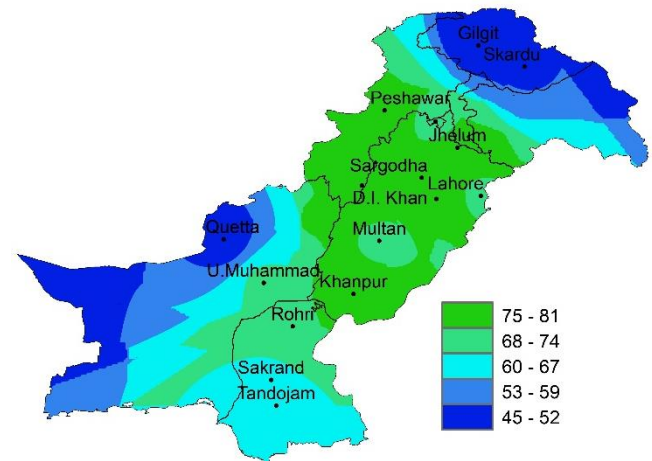 Gilgit
Skardu
Peshawar
Jhelum
Sargodha
Lahore
D.I. Khan
Quetta
Multan
U.Muhammad
Khanpur
Rohri
Sakrand
Tandojam
75 - 81
68 - 74
60 - 67
53 - 59
45 - 52